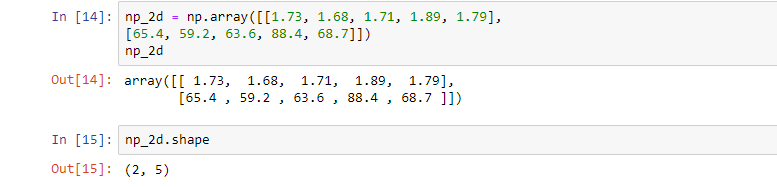 In [14]: np_2d = np.array([[1.73, 1.68, 1.71, 1.89, 1.79],
[65.4, 59.2, 63.6, 88.4, 68.7]])
np_2d
Out[14]: array([[ 1.73,  1.68,  1.71,  1.89,  1.79],
       [65.4 , 59.2 , 63.6 , 88.4 , 68.7 ]])
In [15]: np_2d.shape
Out[15]: (2, 5)